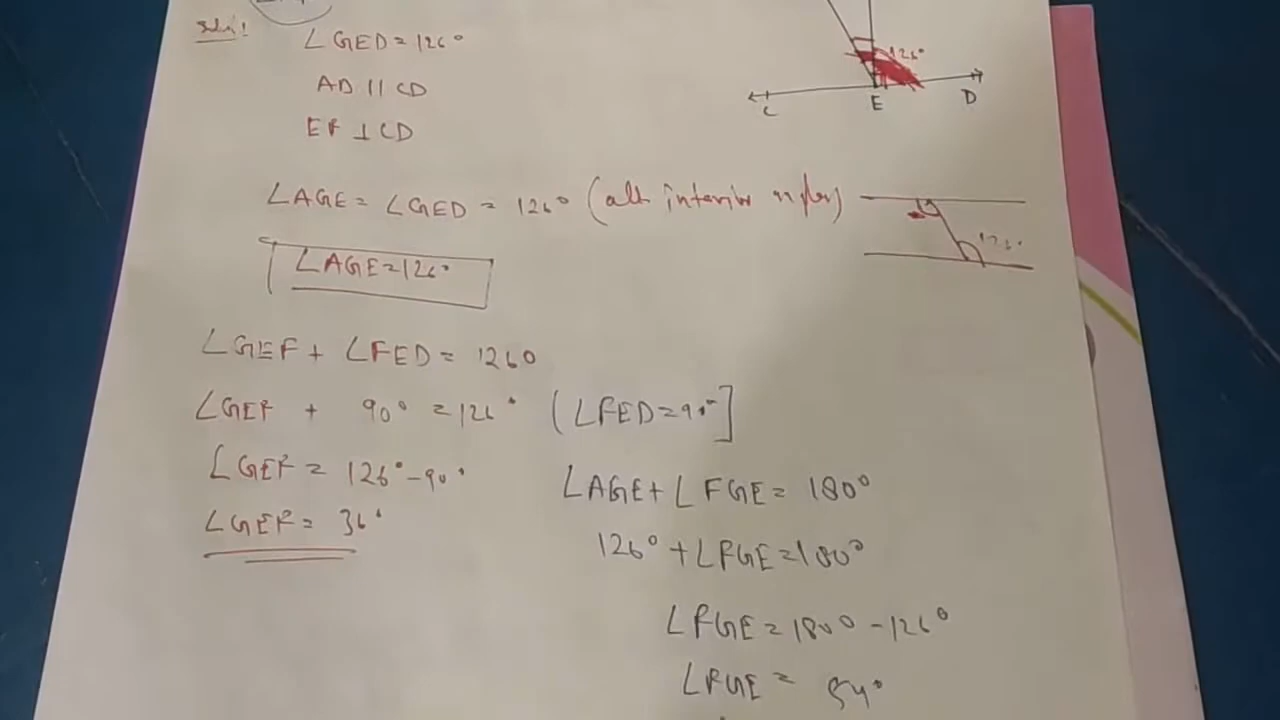 Soln:
∠GED = 126°
AD || CD
EF ⊥ CD
126°
C
E
D
∠AGE = ∠GED = 126° (alt interior angles)
126°
∠AGE = 126°
∠GEF + ∠FED = 126°
∠GEF + 90° = 126° (∠FED = 90°]
∠GEF = 126° - 90°
∠GEF = 36°
∠AGE + ∠FGE = 180°
126° + ∠FGE = 180°
∠FGE = 180° - 126°
∠FGE = 54°